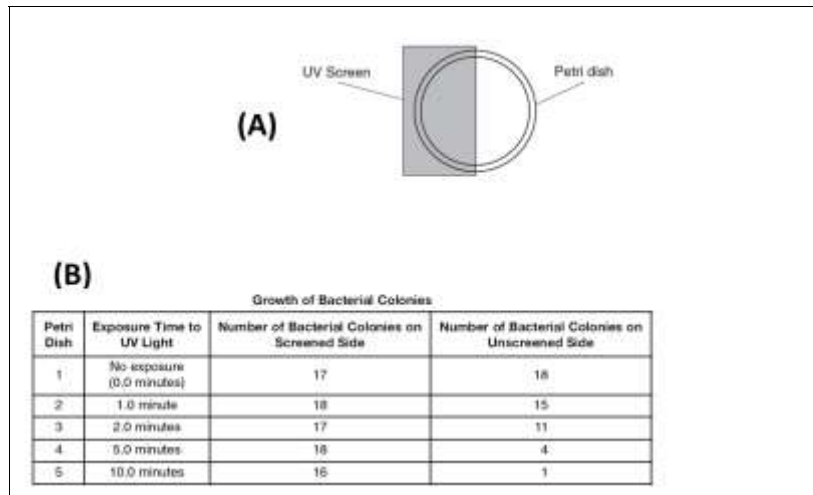 UV Screen
Petri dish
(A)
(B)
Growth of Bacterial Colonies
Petri Dish | Exposure Time to UV Light | Number of Bacterial Colonies on Screened Side | Number of Bacterial Colonies on Unscreened Side
1 | No exposure (0.0 minutes) | 17 | 18
2 | 1.0 minute | 18 | 15
3 | 2.0 minutes | 17 | 11
4 | 5.0 minutes | 18 | 4
5 | 10.0 minutes | 16 | 1